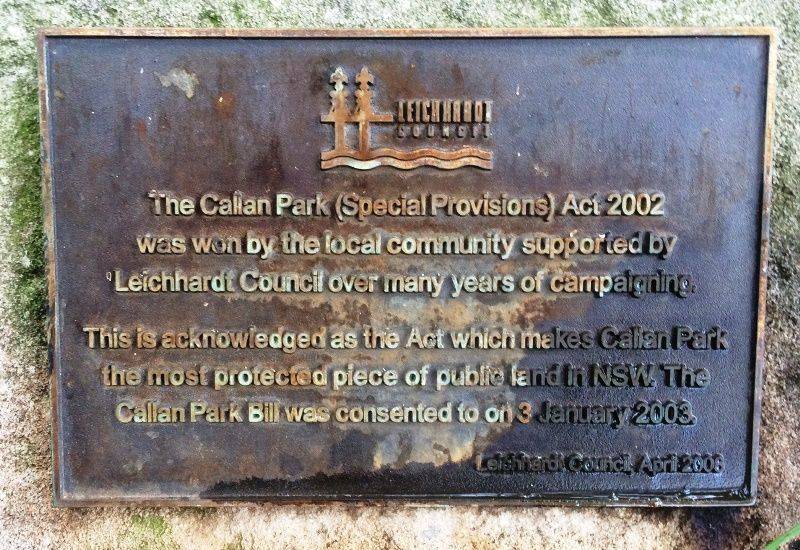 LEICHHARDT
COUNCIL
The Callan Park (Special Provisions) Act 2002
was won by the local community supported by
Leichhardt Council over many years of campaigning.
This is acknowledged as the Act which makes Callan Park
the most protected piece of public land in NSW. The
Callan Park Bill was consented to on 3 January 2003.
Leichhardt Council, April 2003